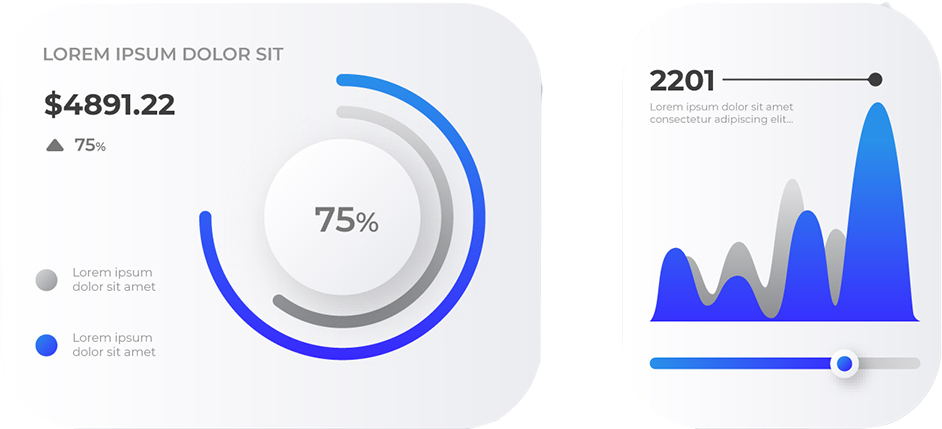 LOREM IPSUM DOLOR SIT
$4891.22
75%
75%
Lorem ipsum
dolor sit amet
Lorem ipsum
dolor sit amet
2201
Lorem ipsum dolor sit amet
consectetur adipiscing elit...